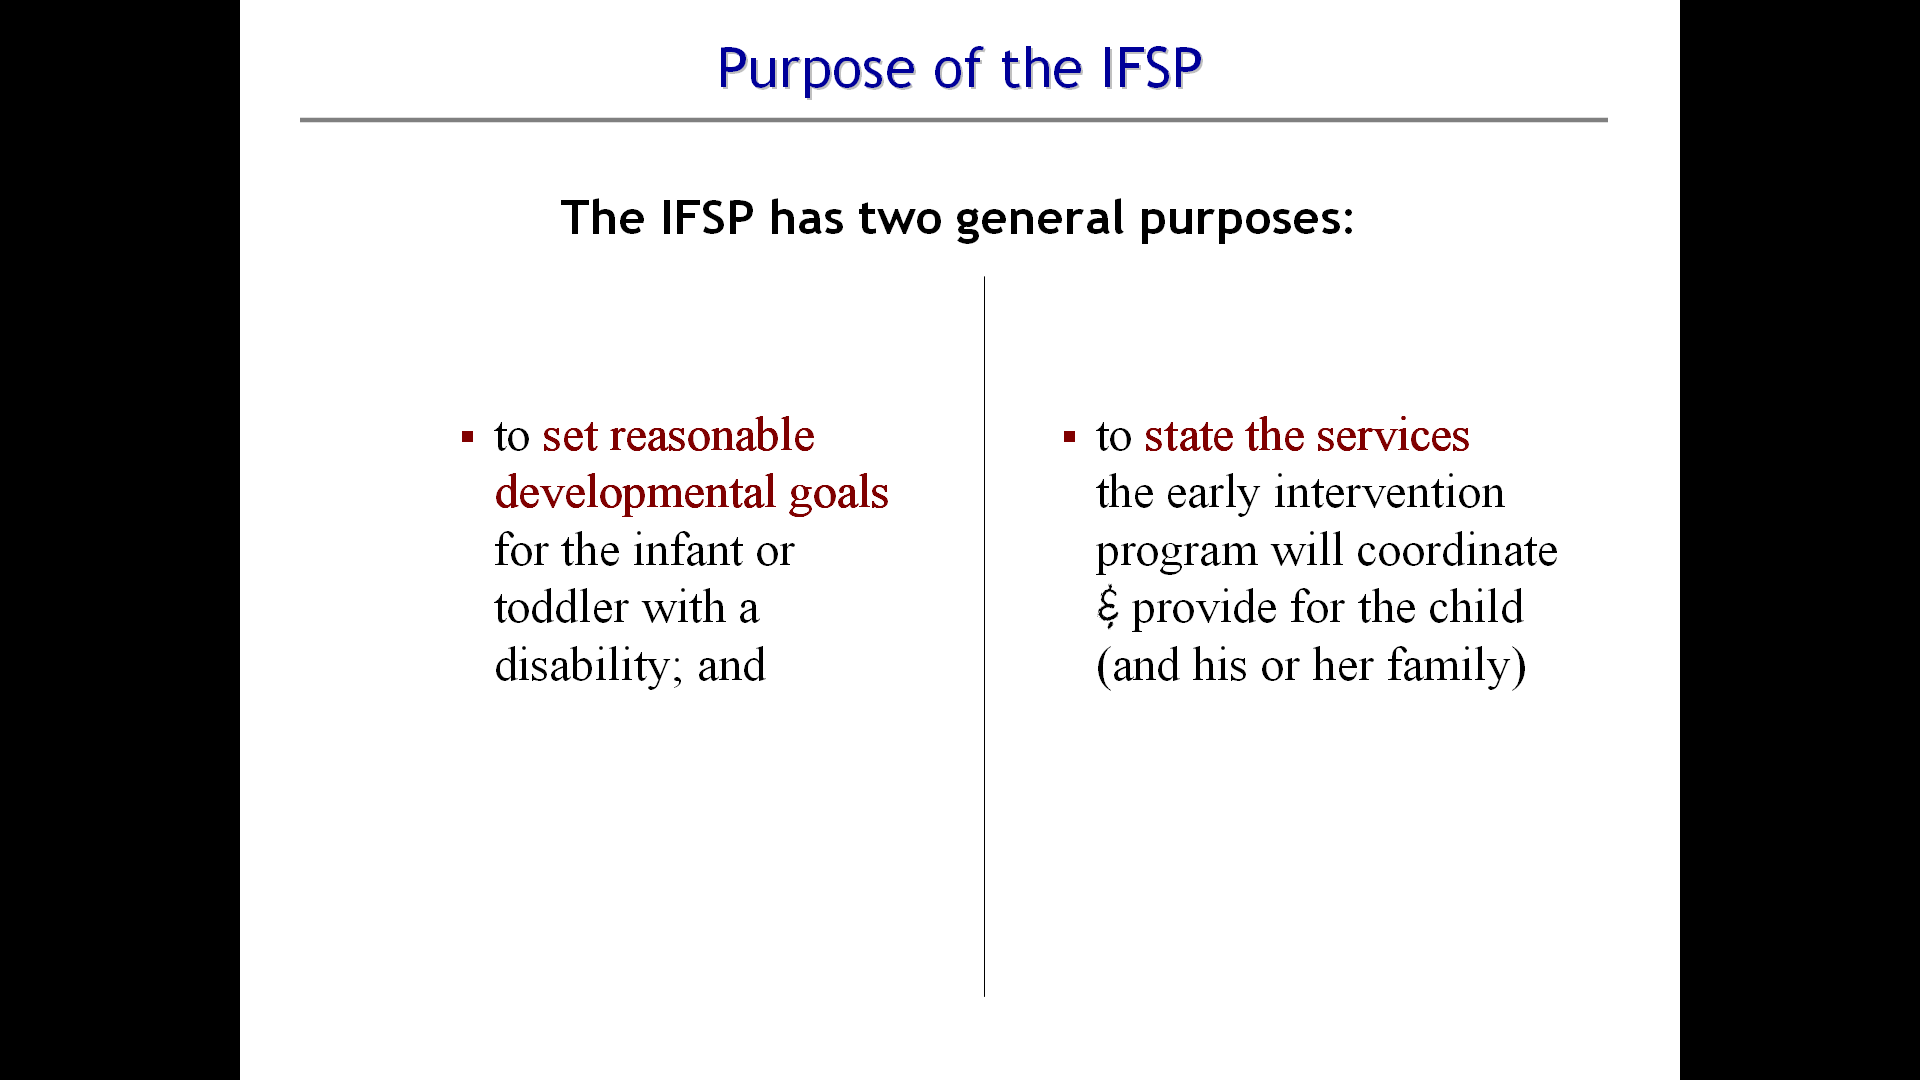 Purpose of the IFSP
The IFSP has two general purposes:
▪ to set reasonable
developmental goals
for the infant or
toddler with a
disability; and
▪ to state the services
the early intervention
program will coordinate
& provide for the child
(and his or her family)